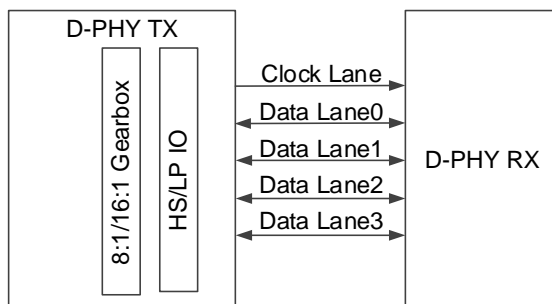 D-PHY TX
8:1/16:1 Gearbox
HS/LP IO
Clock Lane
Data Lane0
Data Lane1
Data Lane2
Data Lane3
D-PHY RX